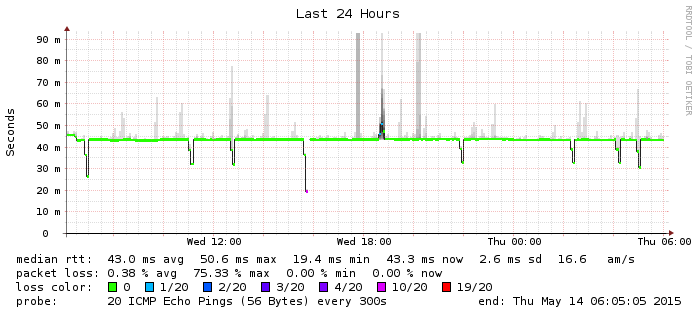 Last 24 Hours
RRDTOOL / TOBI OETIKER
Seconds
90 m
80 m
70 m
60 m
50 m
40 m
30 m
20 m
10 m
0
Wed 12:00 Wed 18:00 Thu 00:00 Thu 06:00
median rtt: 43.0 ms avg 50.6 ms max 19.4 ms min 43.3 ms now 2.6 ms sd 16.6 am/s
packet loss: 0.38 % avg 75.33 % max 0.00 % min 0.00 % now
loss color: 0 1/20 2/20 3/20 4/20 10/20 19/20
probe: 20 ICMP Echo Pings (56 Bytes) every 300s end: Thu May 14 06:05:05 2015